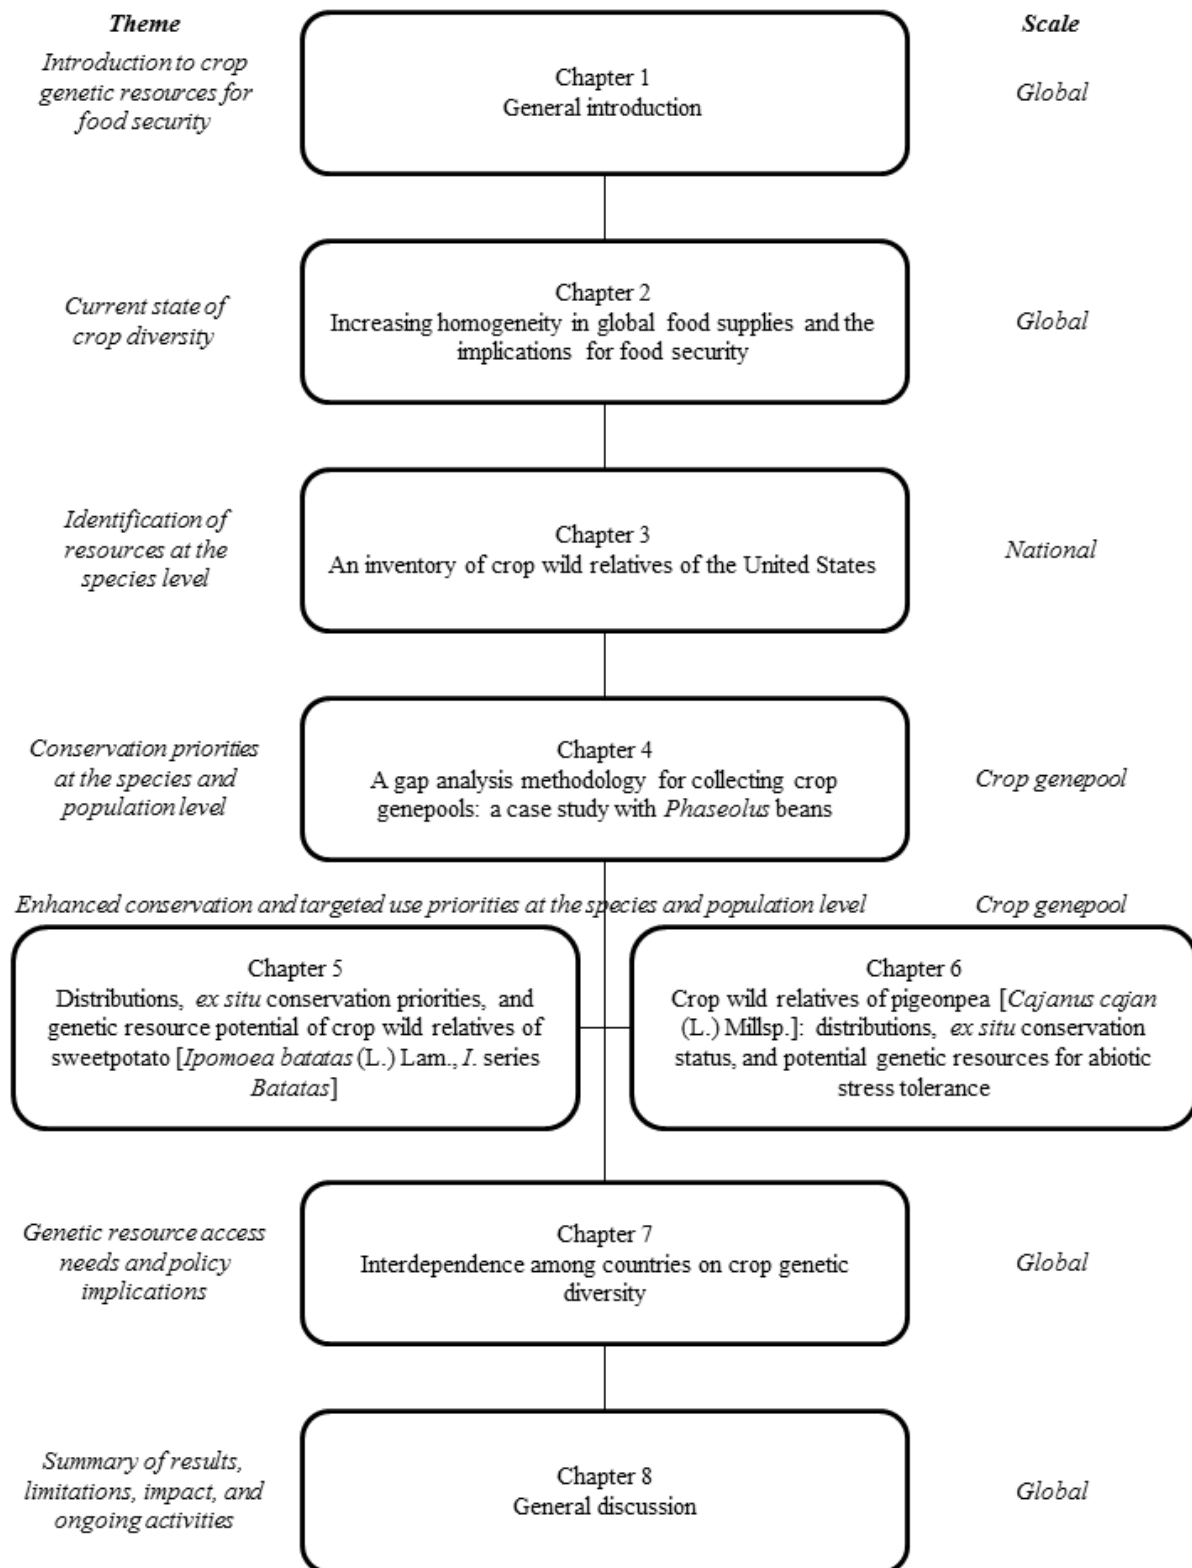 Theme
Scale
Introduction to crop
genetic resources for
food security
Chapter 1
General introduction
Global
Current state of
crop diversity
Chapter 2
Increasing homogeneity in global food supplies and the
implications for food security
Global
Identification of
resources at the
species level
Chapter 3
An inventory of crop wild relatives of the United States
National
Conservation priorities
at the species and
population level
Chapter 4
A gap analysis methodology for collecting crop
genepools: a case study with Phaseolus beans
Crop genepool
Enhanced conservation and targeted use priorities at the species and population level
Crop genepool
Chapter 5
Distributions, ex situ conservation priorities, and
genetic resource potential of crop wild relatives of
sweetpotato [Ipomoea batatas (L.) Lam., I. series
Batatas]
Chapter 6
Crop wild relatives of pigeonpea [Cajanus cajan
(L.) Millsp.]: distributions, ex situ conservation
status, and potential genetic resources for abiotic
stress tolerance
Genetic resource access
needs and policy
implications
Chapter 7
Interdependence among countries on crop genetic
diversity
Global
Summary of results,
limitations, impact, and
ongoing activities
Chapter 8
General discussion
Global